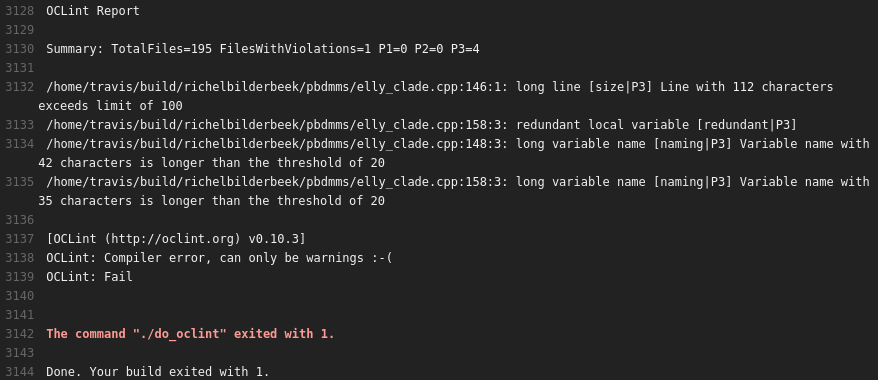 3128 OCLint Report
3129
3130 Summary: TotalFiles=195 FilesWithViolations=1 P1=0 P2=0 P3=4
3131
3132 /home/travis/build/richelbilderbeek/pbdmms/elly_clade.cpp:146:1: long line [size|P3] Line with 112 characters
exceeds limit of 100
3133 /home/travis/build/richelbilderbeek/pbdmms/elly_clade.cpp:158:3: redundant local variable [redundant|P3]
3134 /home/travis/build/richelbilderbeek/pbdmms/elly_clade.cpp:148:3: long variable name [naming|P3] Variable name with
42 characters is longer than the threshold of 20
3135 /home/travis/build/richelbilderbeek/pbdmms/elly_clade.cpp:158:3: long variable name [naming|P3] Variable name with
35 characters is longer than the threshold of 20
3136
3137 [OCLint (http://oclint.org) v0.10.3]
3138 OCLint: Compiler error, can only be warnings :-(
3139 OCLint: Fail
3140
3141
3142 The command "./do_oclint" exited with 1.
3143
3144 Done. Your build exited with 1.